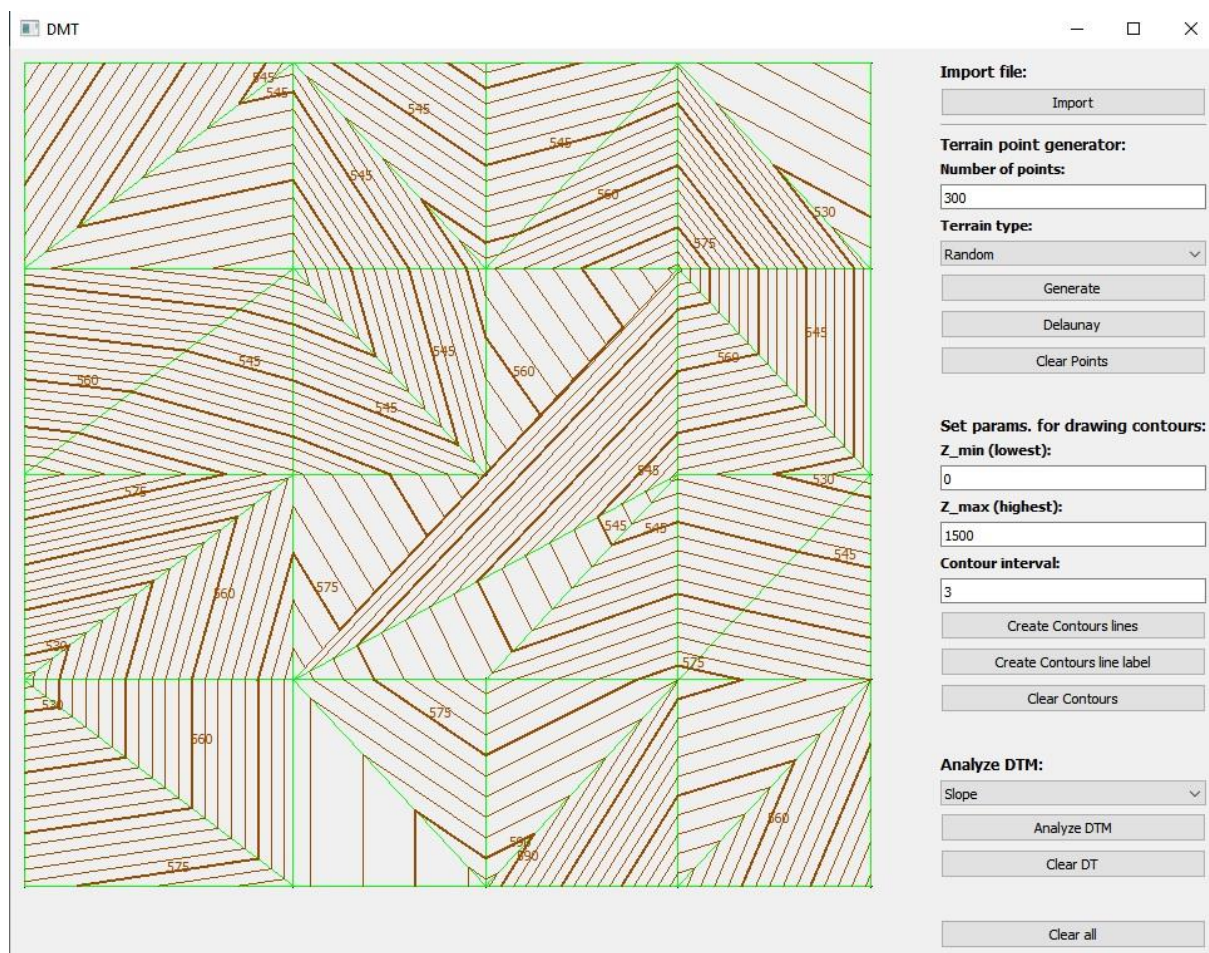 DMT
545
545
545
545
545
560
530
575
545
545
545
560
545
560
560
545
575
545
545
545
530
545
560
575
530
530
575
575
560
560
575
590
590
Import file:
Import
Terrain point generator:
Number of points:
300
Terrain type:
Random
Generate
Delaunay
Clear Points
Set params. for drawing contours:
Z_min (lowest):
0
Z_max (highest):
1500
Contour interval:
3
Create Contours lines
Create Contours line label
Clear Contours
Analyze DTM:
Slope
Analyze DTM
Clear DT
Clear all